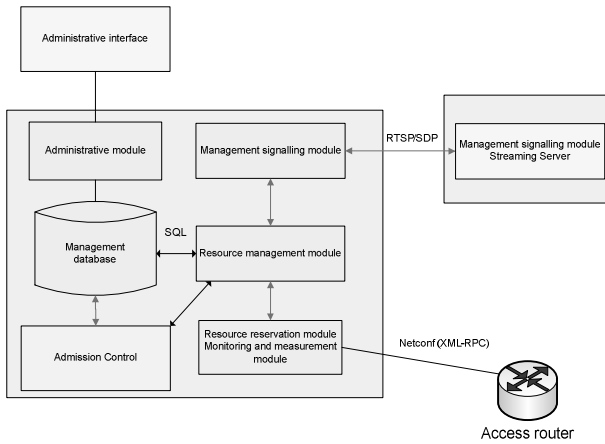 Administrative interface
Administrative module
Management signalling module
RTSP/SDP
Management signalling module
Streaming Server
Management
database
SQL
Resource management module
Admission Control
Resource reservation module
Monitoring and measurement
module
Netconf (XML-RPC)
Access router